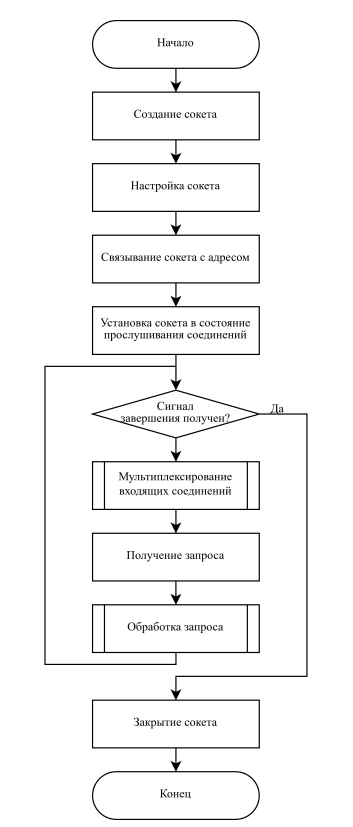 Начало
Создание сокета
Настройка сокета
Связывание сокета с адресом
Установка сокета в состояние
прослушивания соединений
Сигнал
завершения получен?
Да
Мультиплексирование
входящих соединений
Получение запроса
Обработка запроса
Закрытие сокета
Конец